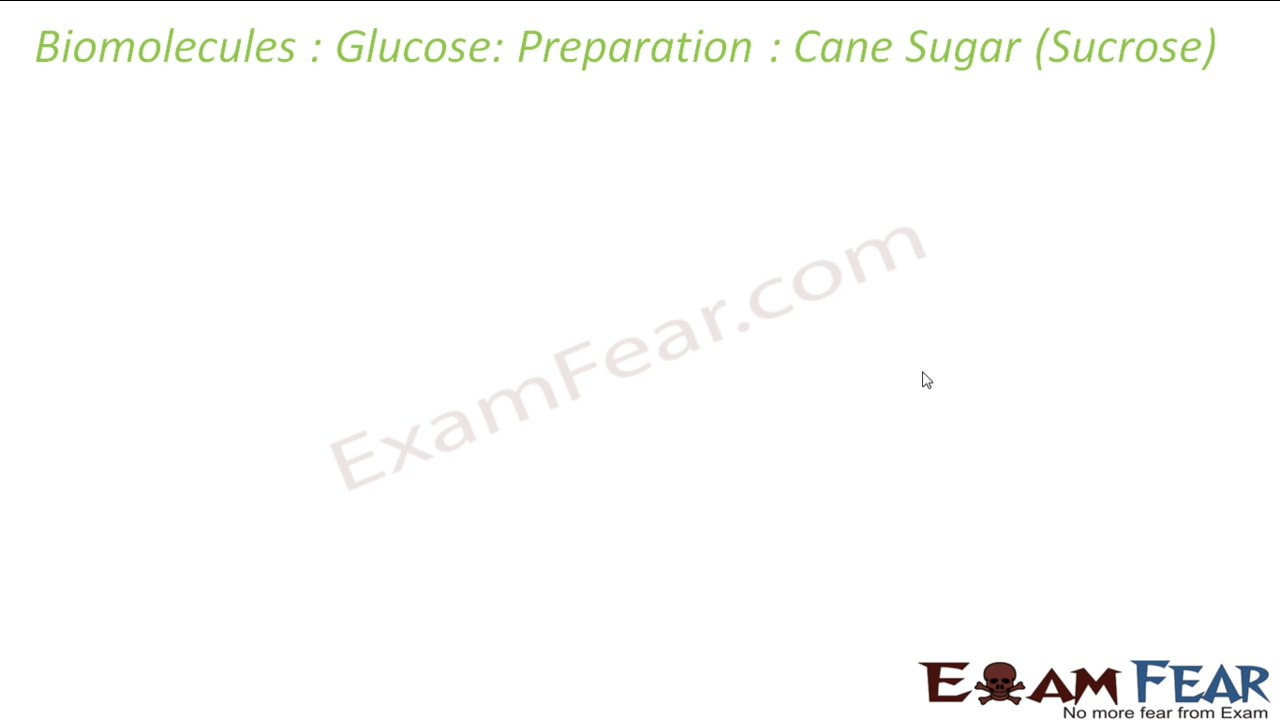 Biomolecules : Glucose: Preparation : Cane Sugar (Sucrose)
ExamFear.com
EXAM FEAR
No more fear from Exam